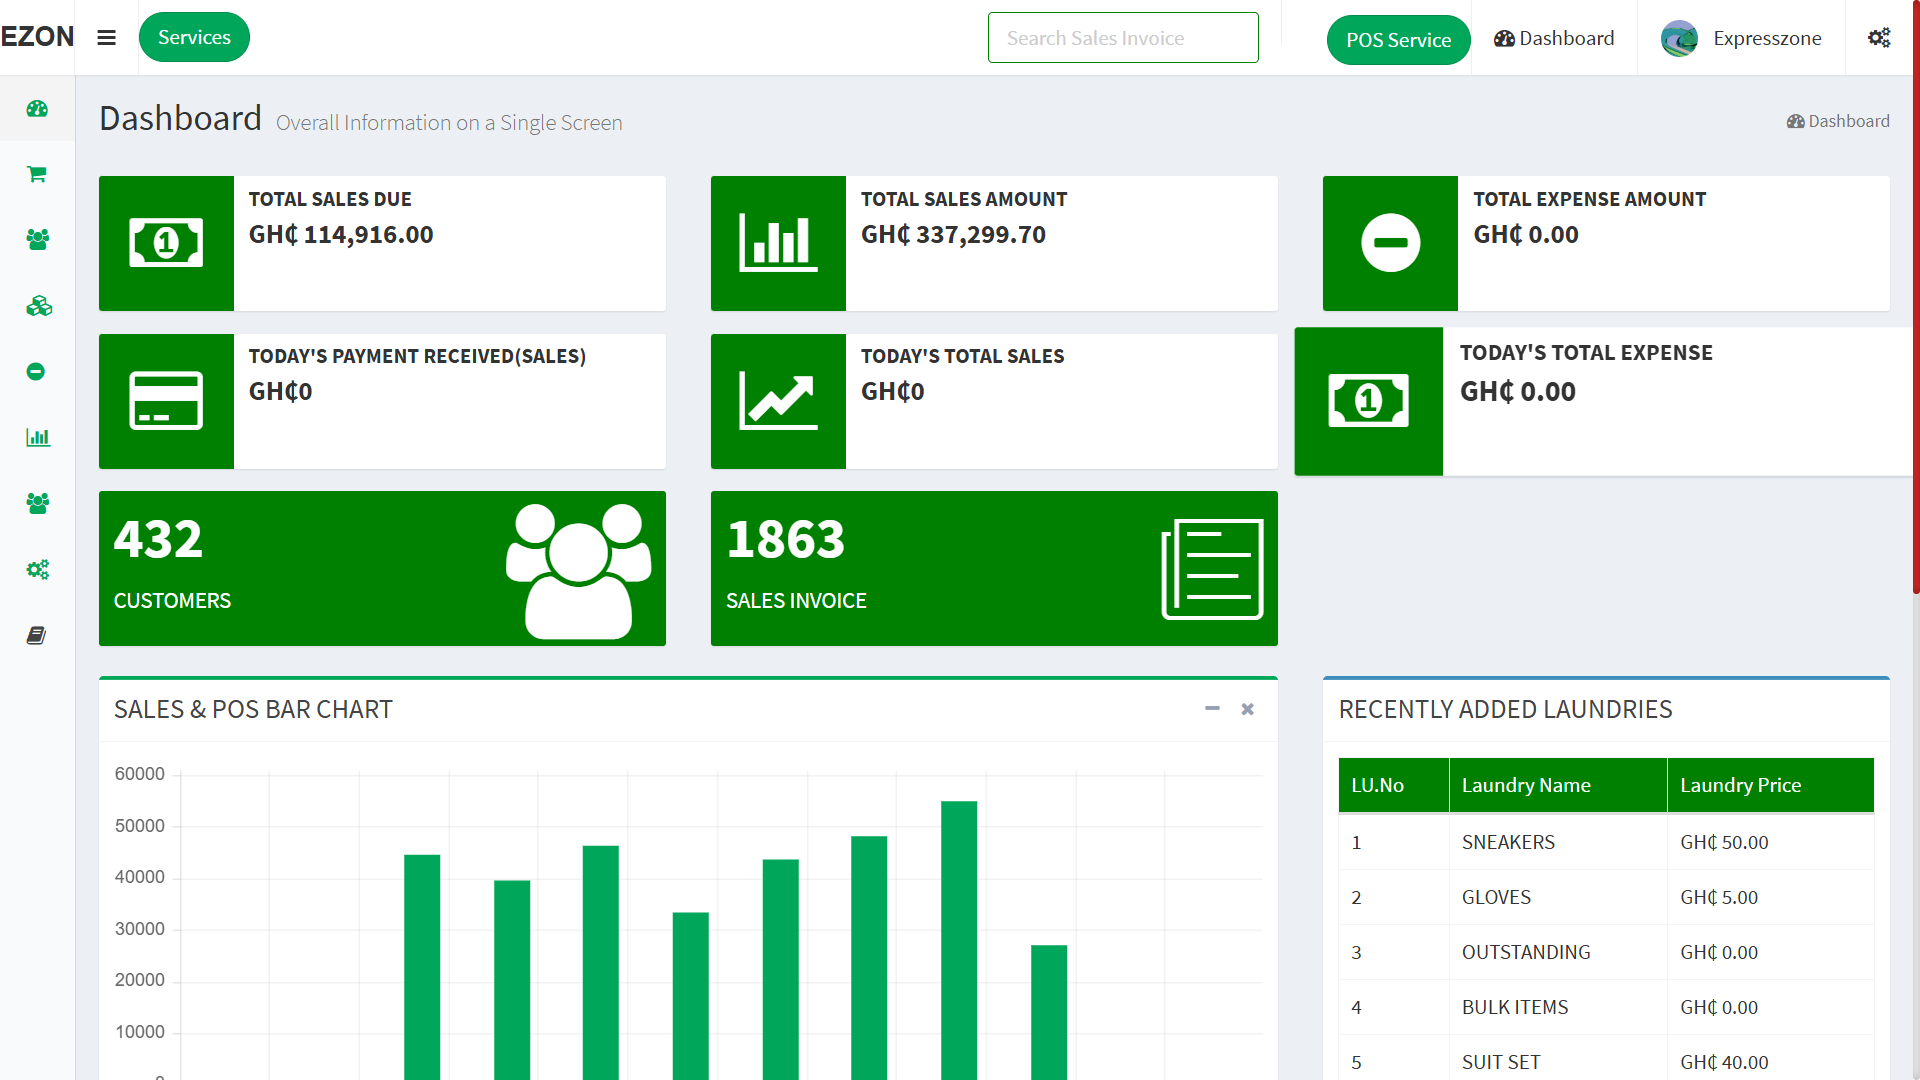 EZON
Services
Search Sales Invoice
POS Service
Dashboard
Expresszone
Dashboard Overall Information on a Single Screen
Dashboard
TOTAL SALES DUE
GH₵ 114,916.00
TOTAL SALES AMOUNT
GH₵ 337,299.70
TOTAL EXPENSE AMOUNT
GH₵ 0.00
TODAY'S PAYMENT RECEIVED(SALES)
GH₵0
TODAY'S TOTAL SALES
GH₵0
TODAY'S TOTAL EXPENSE
GH₵ 0.00
432
CUSTOMERS
1863
SALES INVOICE
SALES & POS BAR CHART
60000
50000
40000
30000
20000
10000
RECENTLY ADDED LAUNDRIES
LU.No Laundry Name Laundry Price
1 SNEAKERS GH₵ 50.00
2 GLOVES GH₵ 5.00
3 OUTSTANDING GH₵ 0.00
4 BULK ITEMS GH₵ 0.00
5 SUIT SET GH₵ 40.00